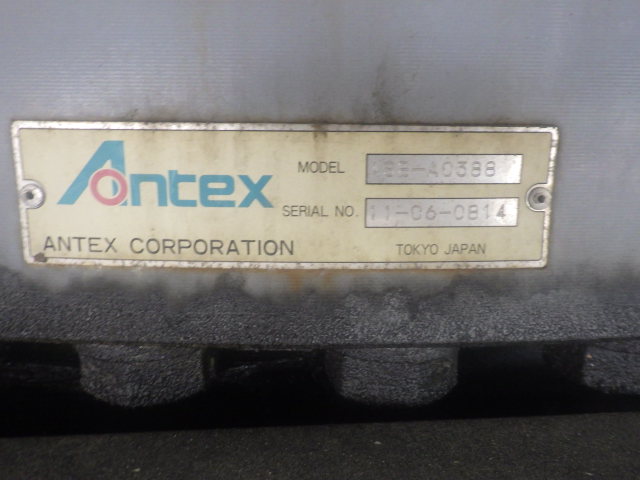 Antex
MODEL
SERIAL NO. 11-06-0814
ANTEX CORPORATION
TOKYO JAPAN